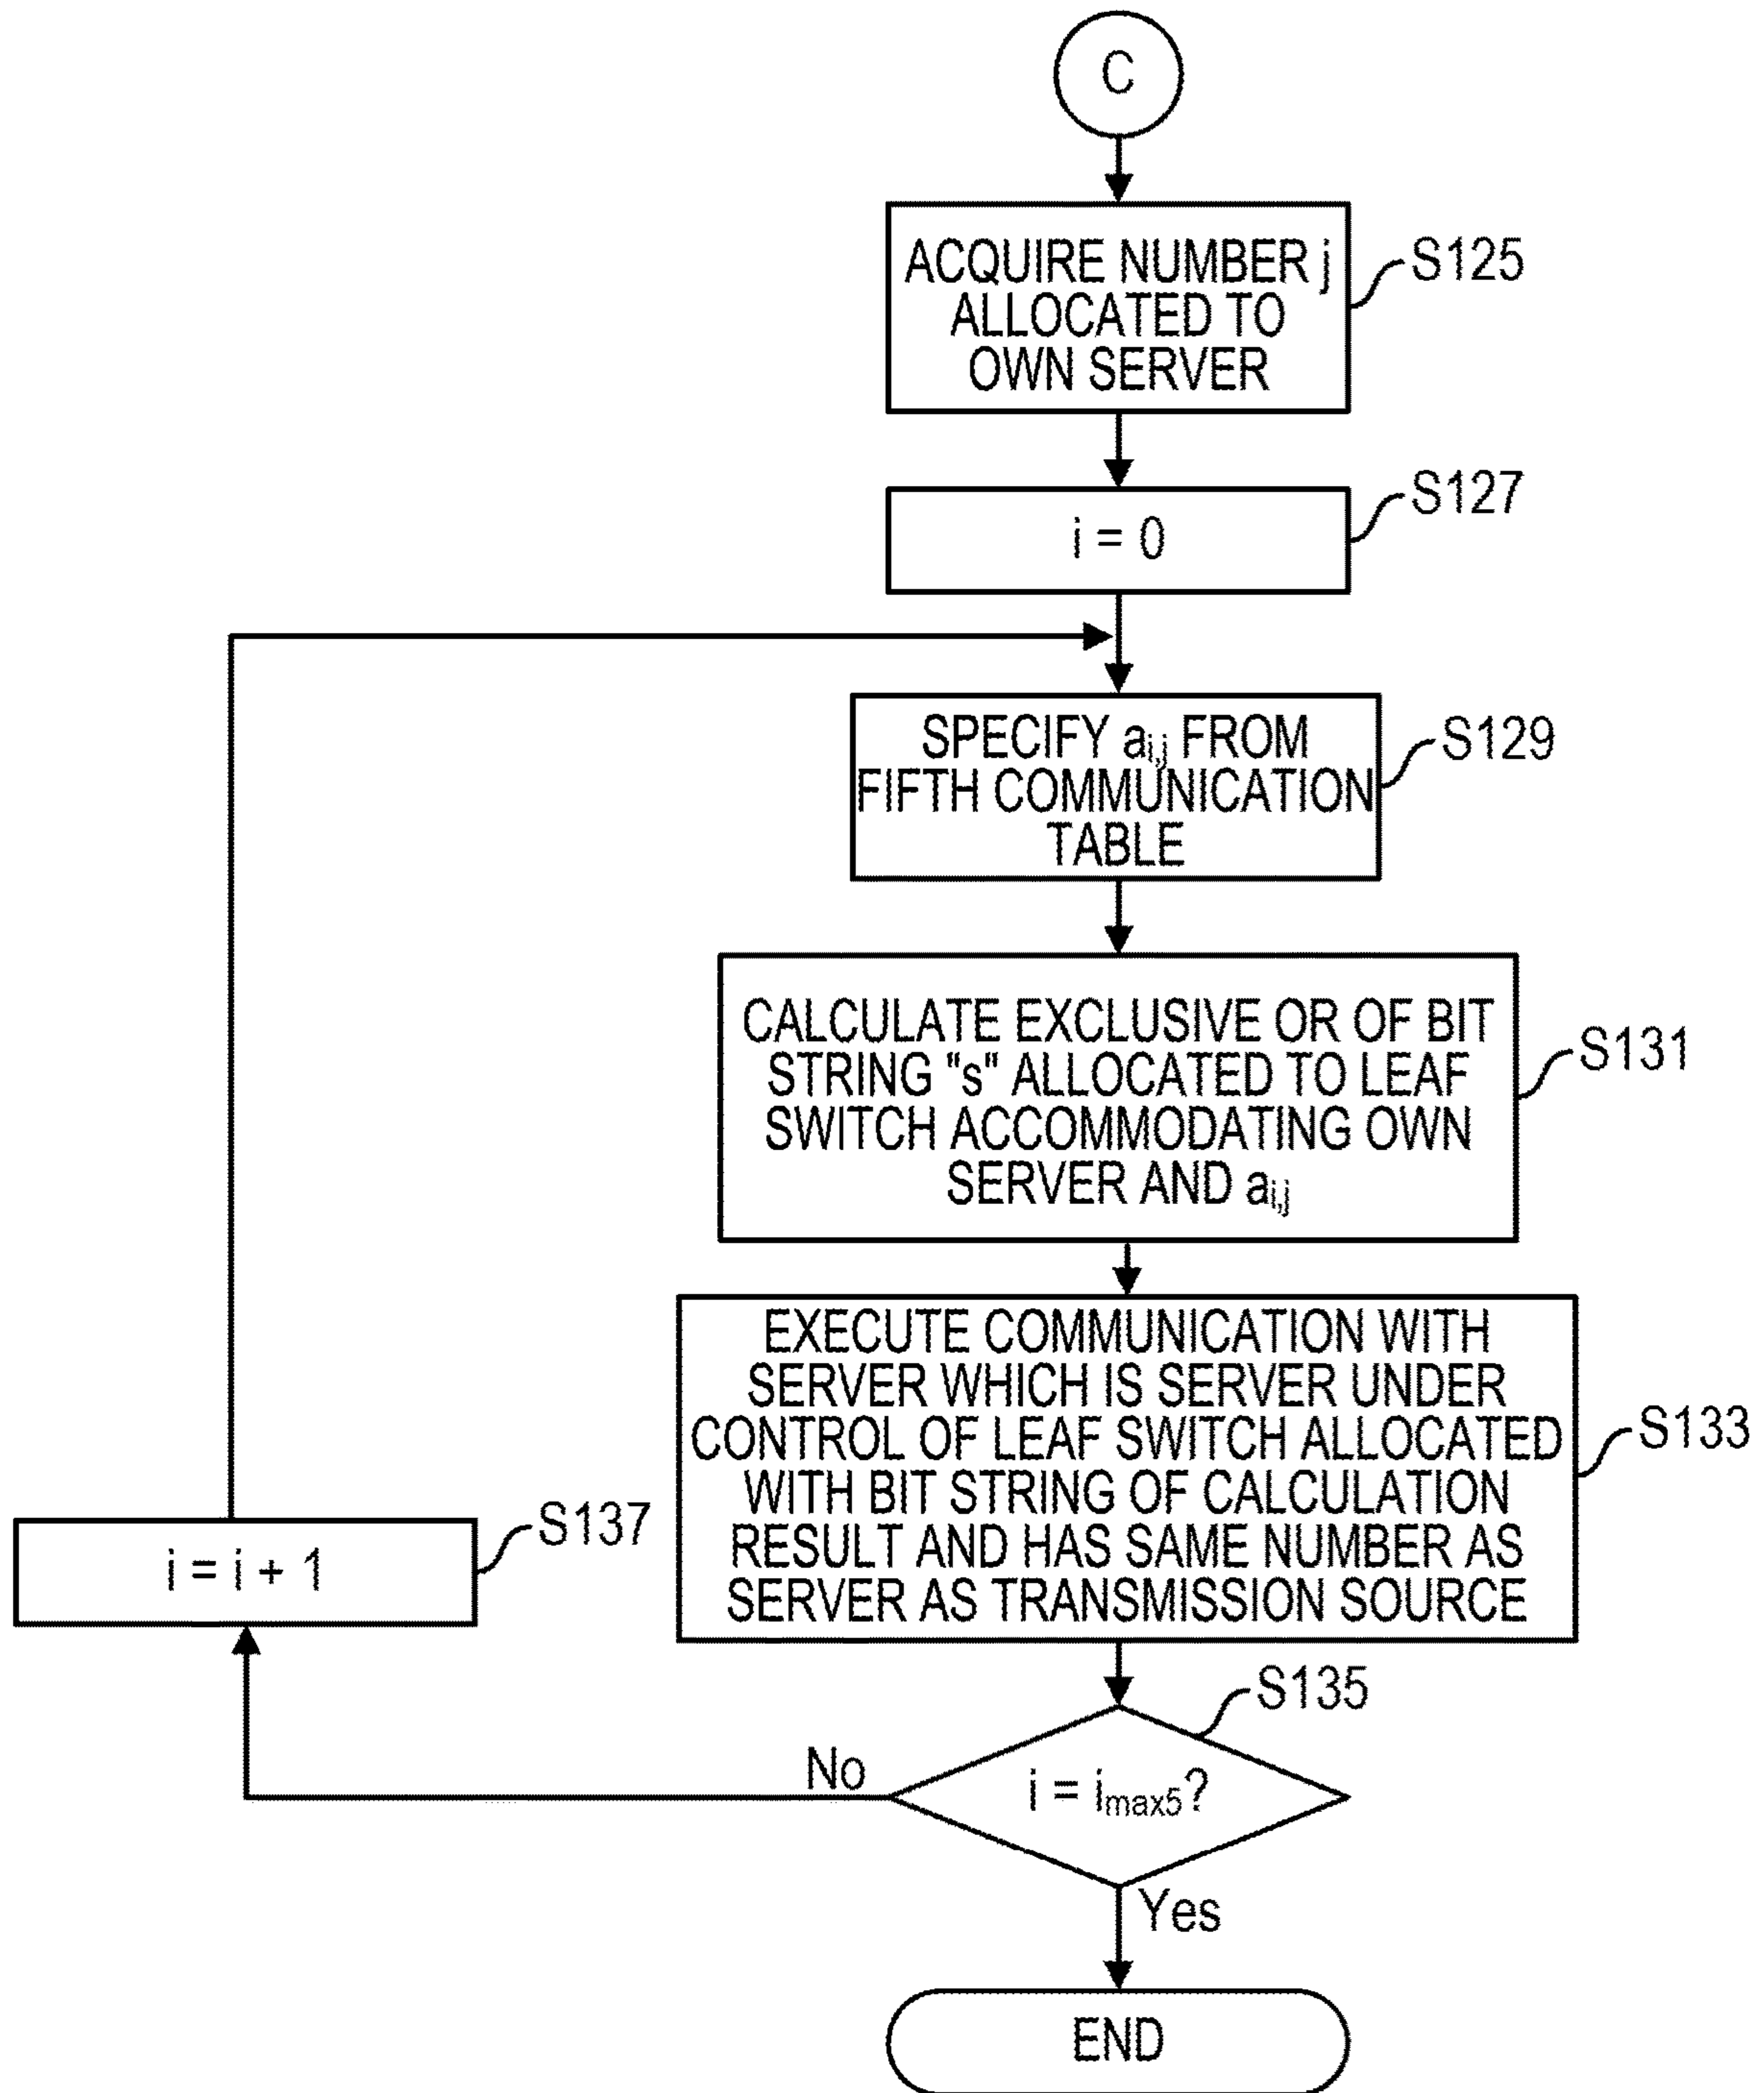 C
ACQUIRE NUMBER j
ALLOCATED TO
OWN SERVER
S125
i = 0
S127
SPECIFY ai,j FROM
FIFTH COMMUNICATION
TABLE
S129
CALCULATE EXCLUSIVE OR OF BIT
STRING "s" ALLOCATED TO LEAF
SWITCH ACCOMMODATING OWN
SERVER AND ai,j
S131
EXECUTE COMMUNICATION WITH
SERVER WHICH IS SERVER UNDER
CONTROL OF LEAF SWITCH ALLOCATED
WITH BIT STRING OF CALCULATION
RESULT AND HAS SAME NUMBER AS
SERVER AS TRANSMISSION SOURCE
S133
i = i + 1
S137
S135
i = imax5?
No
Yes
END